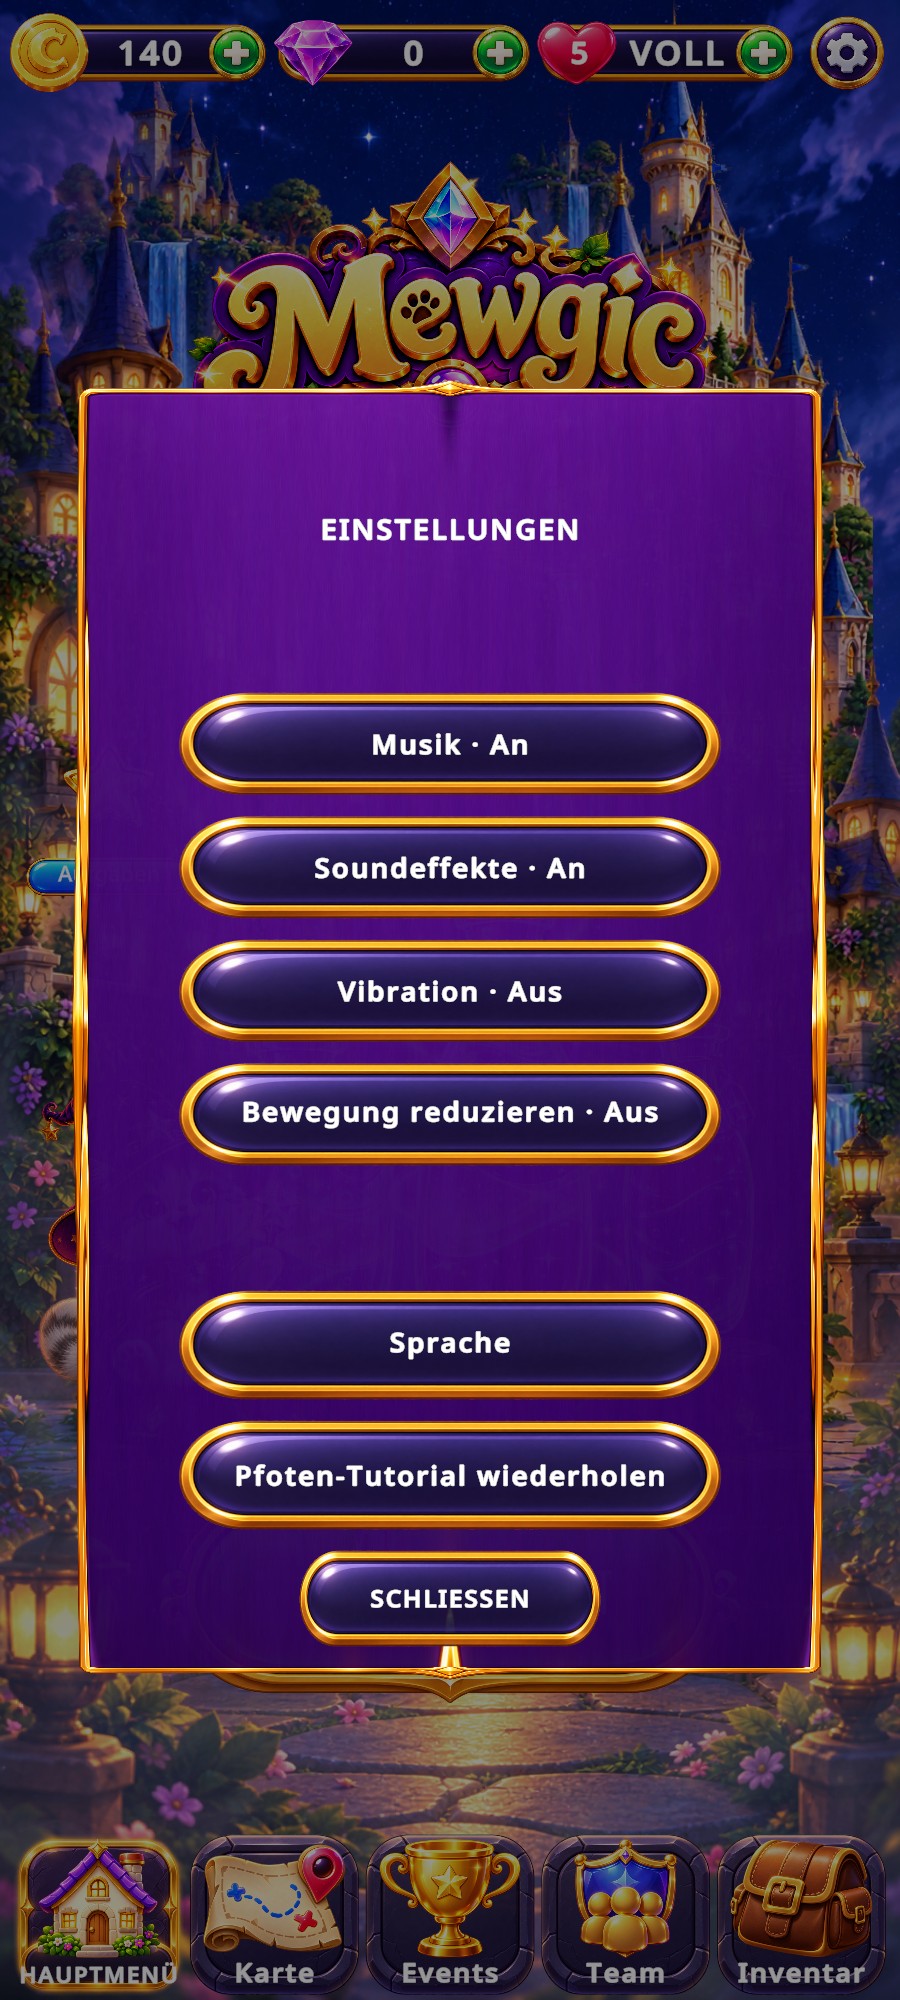 140
0
5
VOLL
Mewgic
EINSTELLUNGEN
Musik · An
Soundeffekte · An
Vibration · Aus
Bewegung reduzieren · Aus
Sprache
Pfoten-Tutorial wiederholen
SCHLIESSEN
HAUPTMENÜ
Karte
Events
Team
Inventar